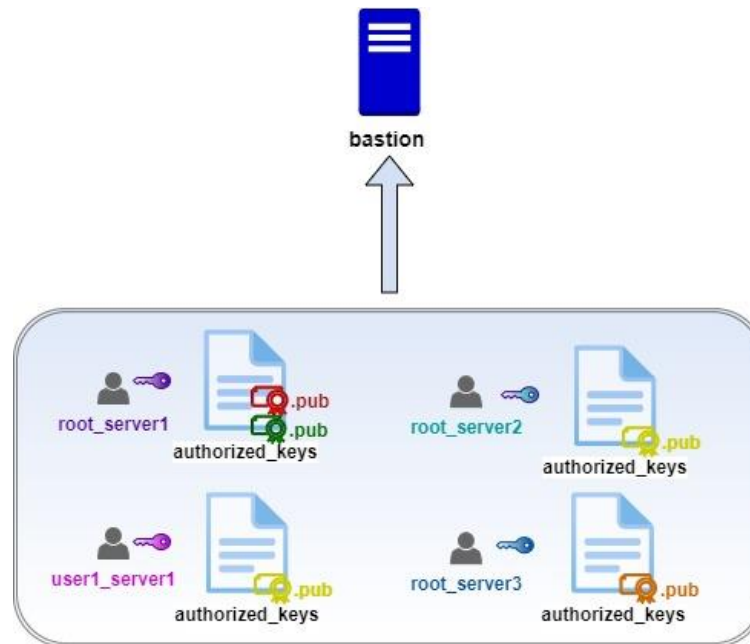 bastion
root_server1
.pub
.pub
authorized_keys
root_server2
.pub
authorized_keys
user1_server1
.pub
authorized_keys
root_server3
.pub
authorized_keys